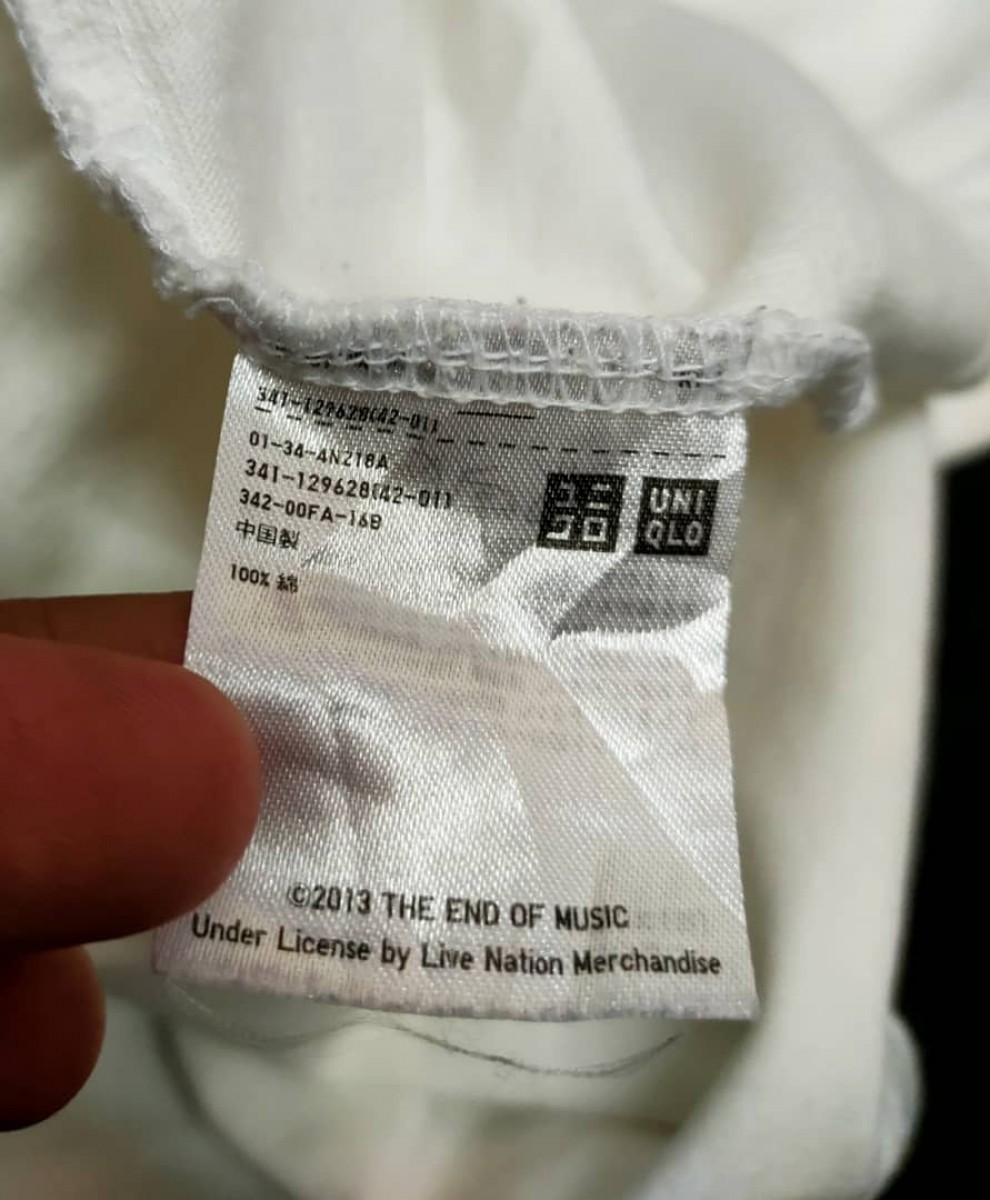 341-129628(42-01)
01-34-4N218A
341-129628(42-01)
342-00FA-16B
中国製
100% 綿
ユニ
クロ
UNI
QLO
©2013 THE END OF MUSIC
Under License by Live Nation Merchandise